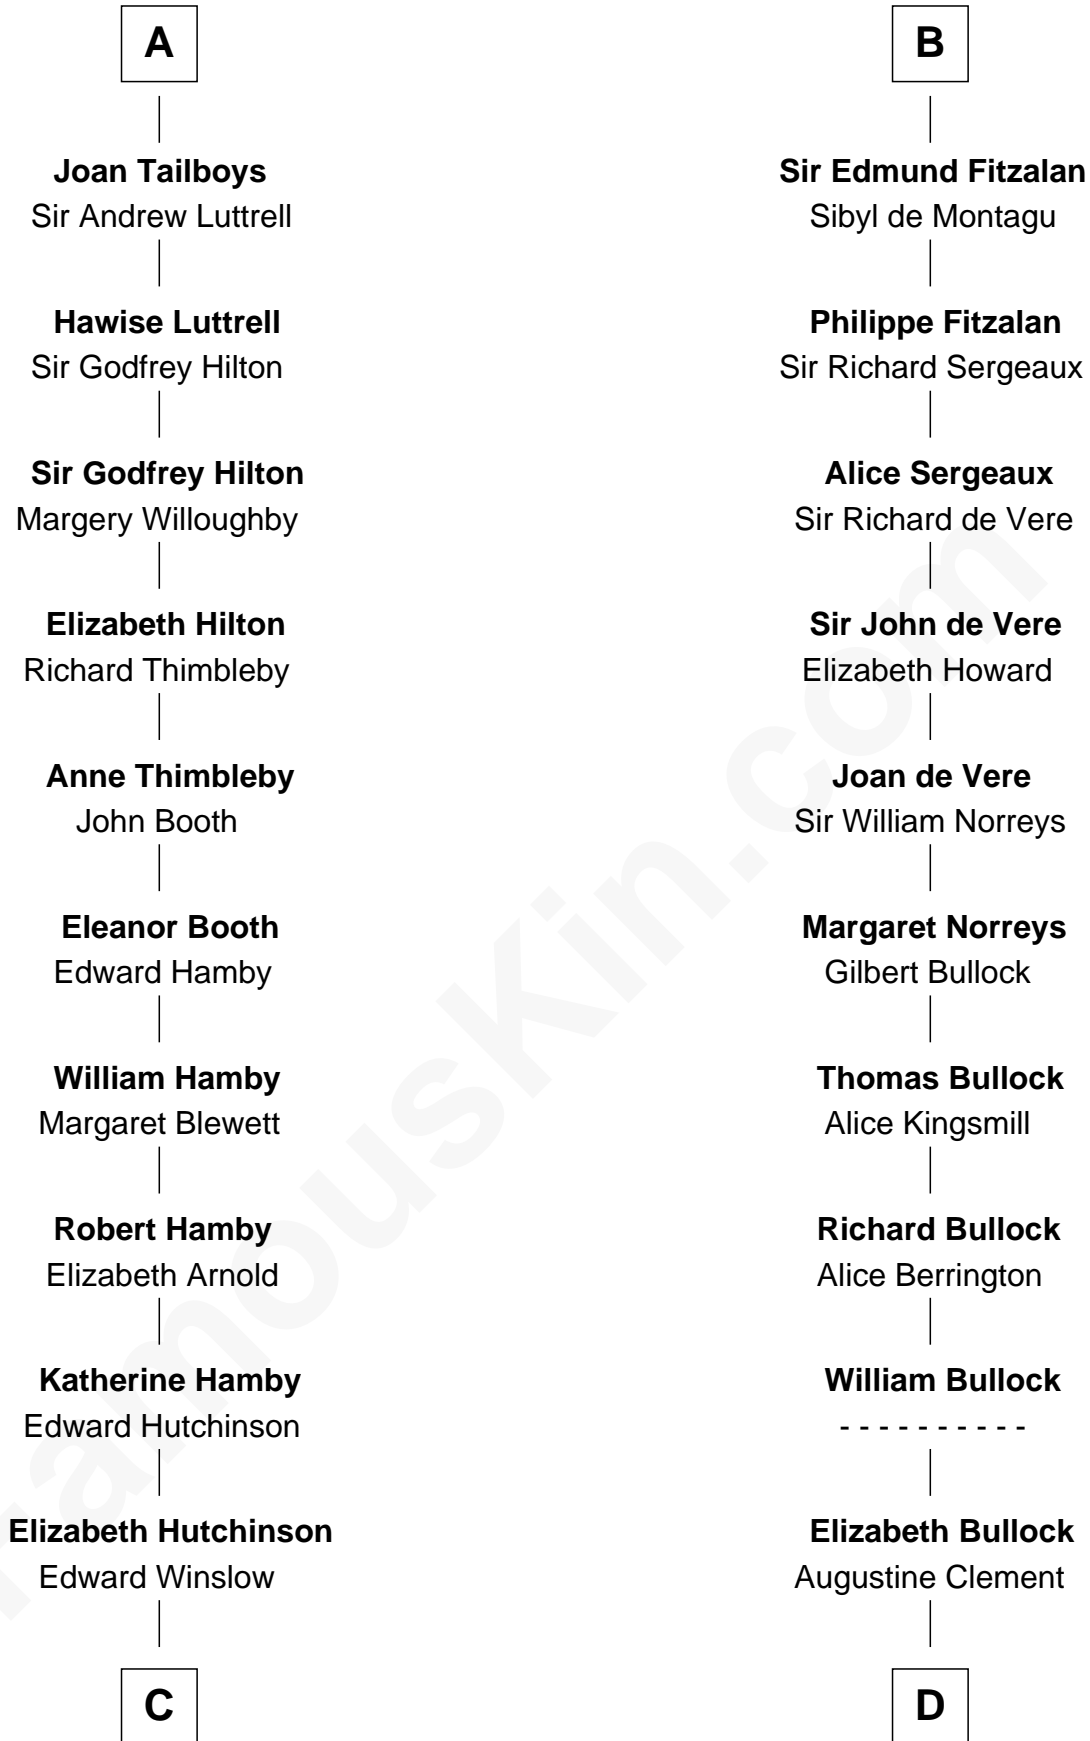 A
Joan Tailboys
Sir Andrew Luttrell
Hawise Luttrell
Sir Godfrey Hilton
Sir Godfrey Hilton
Margery Willoughby
Elizabeth Hilton
Richard Thimbleby
Anne Thimbleby
John Booth
Eleanor Booth
Edward Hamby
William Hamby
Margaret Blewett
Robert Hamby
Elizabeth Arnold
Katherine Hamby
Edward Hutchinson
Elizabeth Hutchinson
Edward Winslow
C
B
Sir Edmund Fitzalan
Sibyl de Montagu
Philippe Fitzalan
Sir Richard Sergeaux
Alice Sergeaux
Sir Richard de Vere
Sir John de Vere
Elizabeth Howard
Joan de Vere
Sir William Norreys
Margaret Norreys
Gilbert Bullock
Thomas Bullock
Alice Kingsmill
Richard Bullock
Alice Berrington
William Bullock
- - - - - - - - - -
Elizabeth Bullock
Augustine Clement
D
FamousKin.com